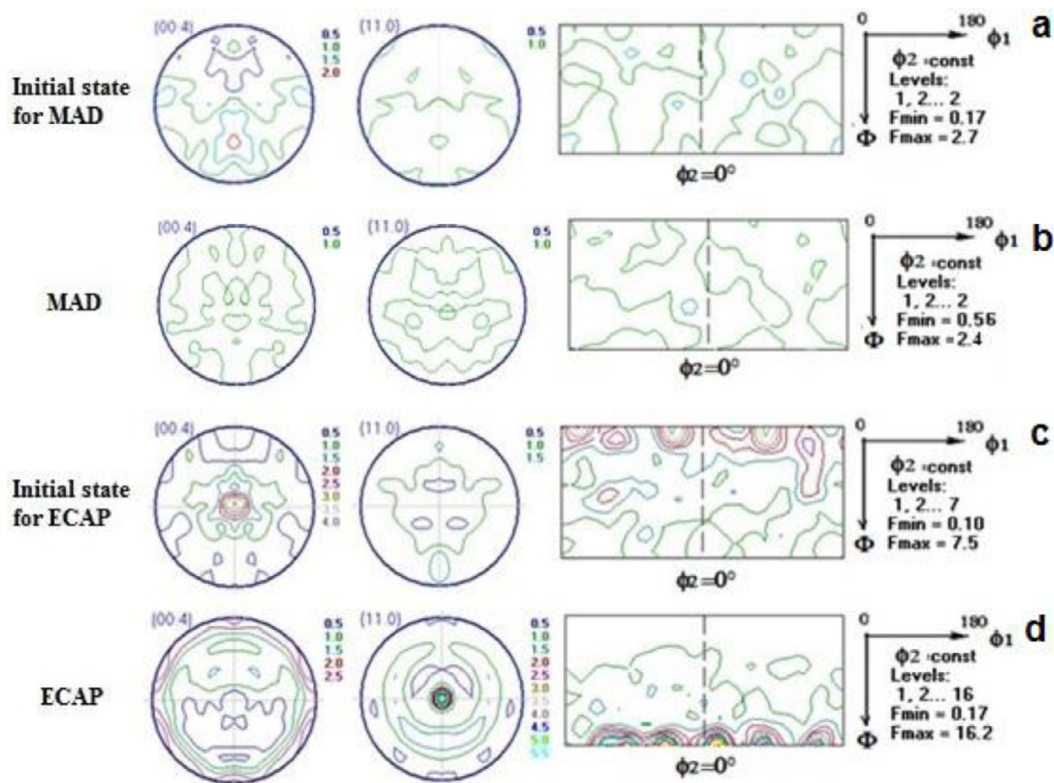 a
Initial state
for MAD
(00 4)
0.5
1.0
1.5
2.0
(11.0)
0.5
1.0
ϕ2=0°
0
180
ϕ1
ϕ2 =const
Levels:
1, 2... 2
Fmin = 0.17
Φ Fmax = 2.7
b
MAD
(00 4)
0.5
1.0
(11.0)
0.5
1.0
ϕ2=0°
0
180
ϕ1
ϕ2 =const
Levels:
1, 2... 2
Fmin = 0.56
Φ Fmax = 2.4
c
Initial state
for ECAP
(00 4)
0.5
1.0
1.5
2.0
2.5
3.0
3.5
4.0
(11.0)
0.5
1.0
1.5
ϕ2=0°
0
180
ϕ1
ϕ2 =const
Levels:
1, 2... 7
Fmin = 0.10
Φ Fmax = 7.5
d
ECAP
(00 4)
0.5
1.0
1.5
2.0
2.5
(11.0)
0.5
1.0
1.5
2.0
2.5
3.0
3.5
4.0
4.5
5.0
5.5
ϕ2=0°
0
180
ϕ1
ϕ2 =const
Levels:
1, 2... 16
Fmin = 0.17
Φ Fmax = 16.2